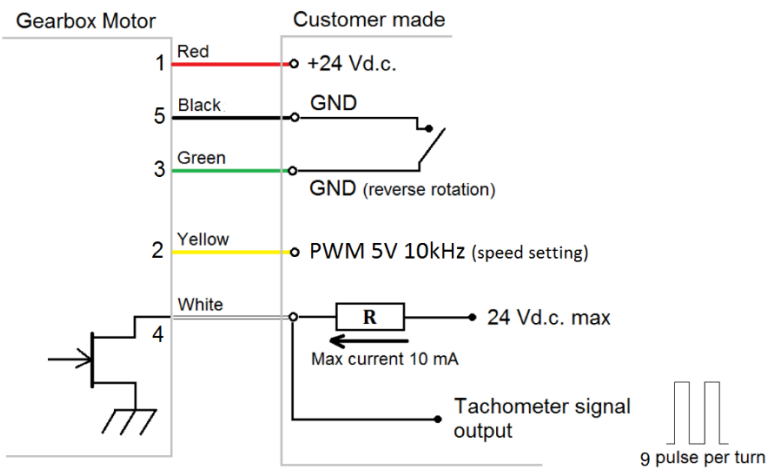 Gearbox Motor
Customer made
1 Red
+24 Vd.c.
5 Black
GND
3 Green
GND (reverse rotation)
2 Yellow
PWM 5V 10kHz (speed setting)
White
4
R
24 Vd.c. max
Max current 10 mA
Tachometer signal
output
9 pulse per turn